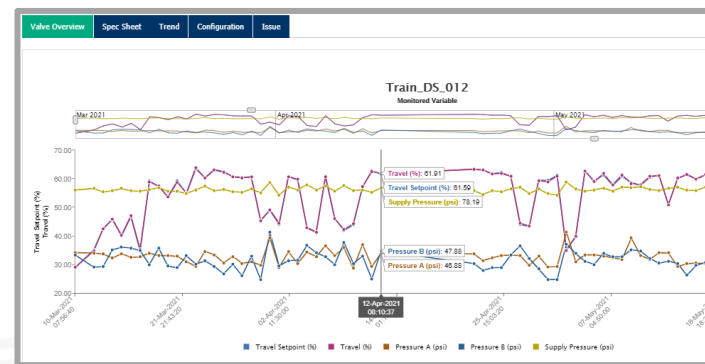 Valve Overview Spec Sheet Trend Configuration Issue
Train_DS_012
Monitored Variable
Mar 2021 Apr 2021 May 2021
70.00
60.00
50.00
40.00
30.00
20.00
Travel Setpoint (%)
Travel (%)
Travel (%): 61.91
Travel Setpoint (%): 61.59
Supply Pressure (psi): 78.19
Pressure B (psi): 47.88
Pressure A (psi): 46.88
12-Apr-2021
08:10:37
10-Mar-2021
07:56:40
21-Mar-2021
21:43:20
02-Apr-2021
11:30:00
25-Apr-2021
15:03:20
07-May-2021
04:50:00
Travel Setpoint (%) Travel (%) Pressure A (psi) Pressure B (psi) Supply Pressure (psi)